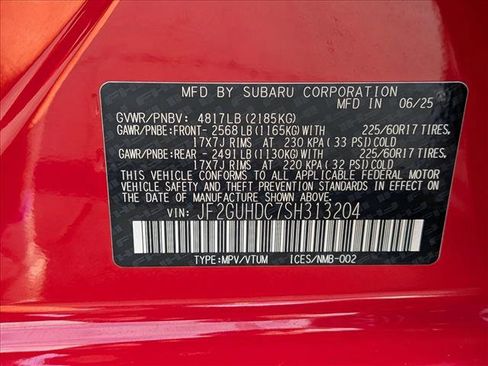 MFD BY SUBARU CORPORATION
MFD IN 06/25
GVWR/PNBV: 4817LB (2185KG)
GAWR/PNBE:FRONT- 2568LB (1165KG)WITH 225/60R17 TIRES,
17X7J RIMS AT 230 KPA (33 PSI)COLD
GAWR/PNBE:REAR - 2491LB (1130KG)WITH 225/60R17 TIRES,
17X7J RIMS AT 220 KPA (32 PSI)COLD
THIS VEHICLE CONFORMS TO ALL APPLICABLE FEDERAL MOTOR
VEHICLE SAFETY AND BUMPER STANDARDS IN EFFECT ON THE
DATE OF MANUFACTURE SHOWN ABOVE.
VIN: JF2GUHDC7SH313204
TYPE:MPV/VTUM ICES/NMB-002